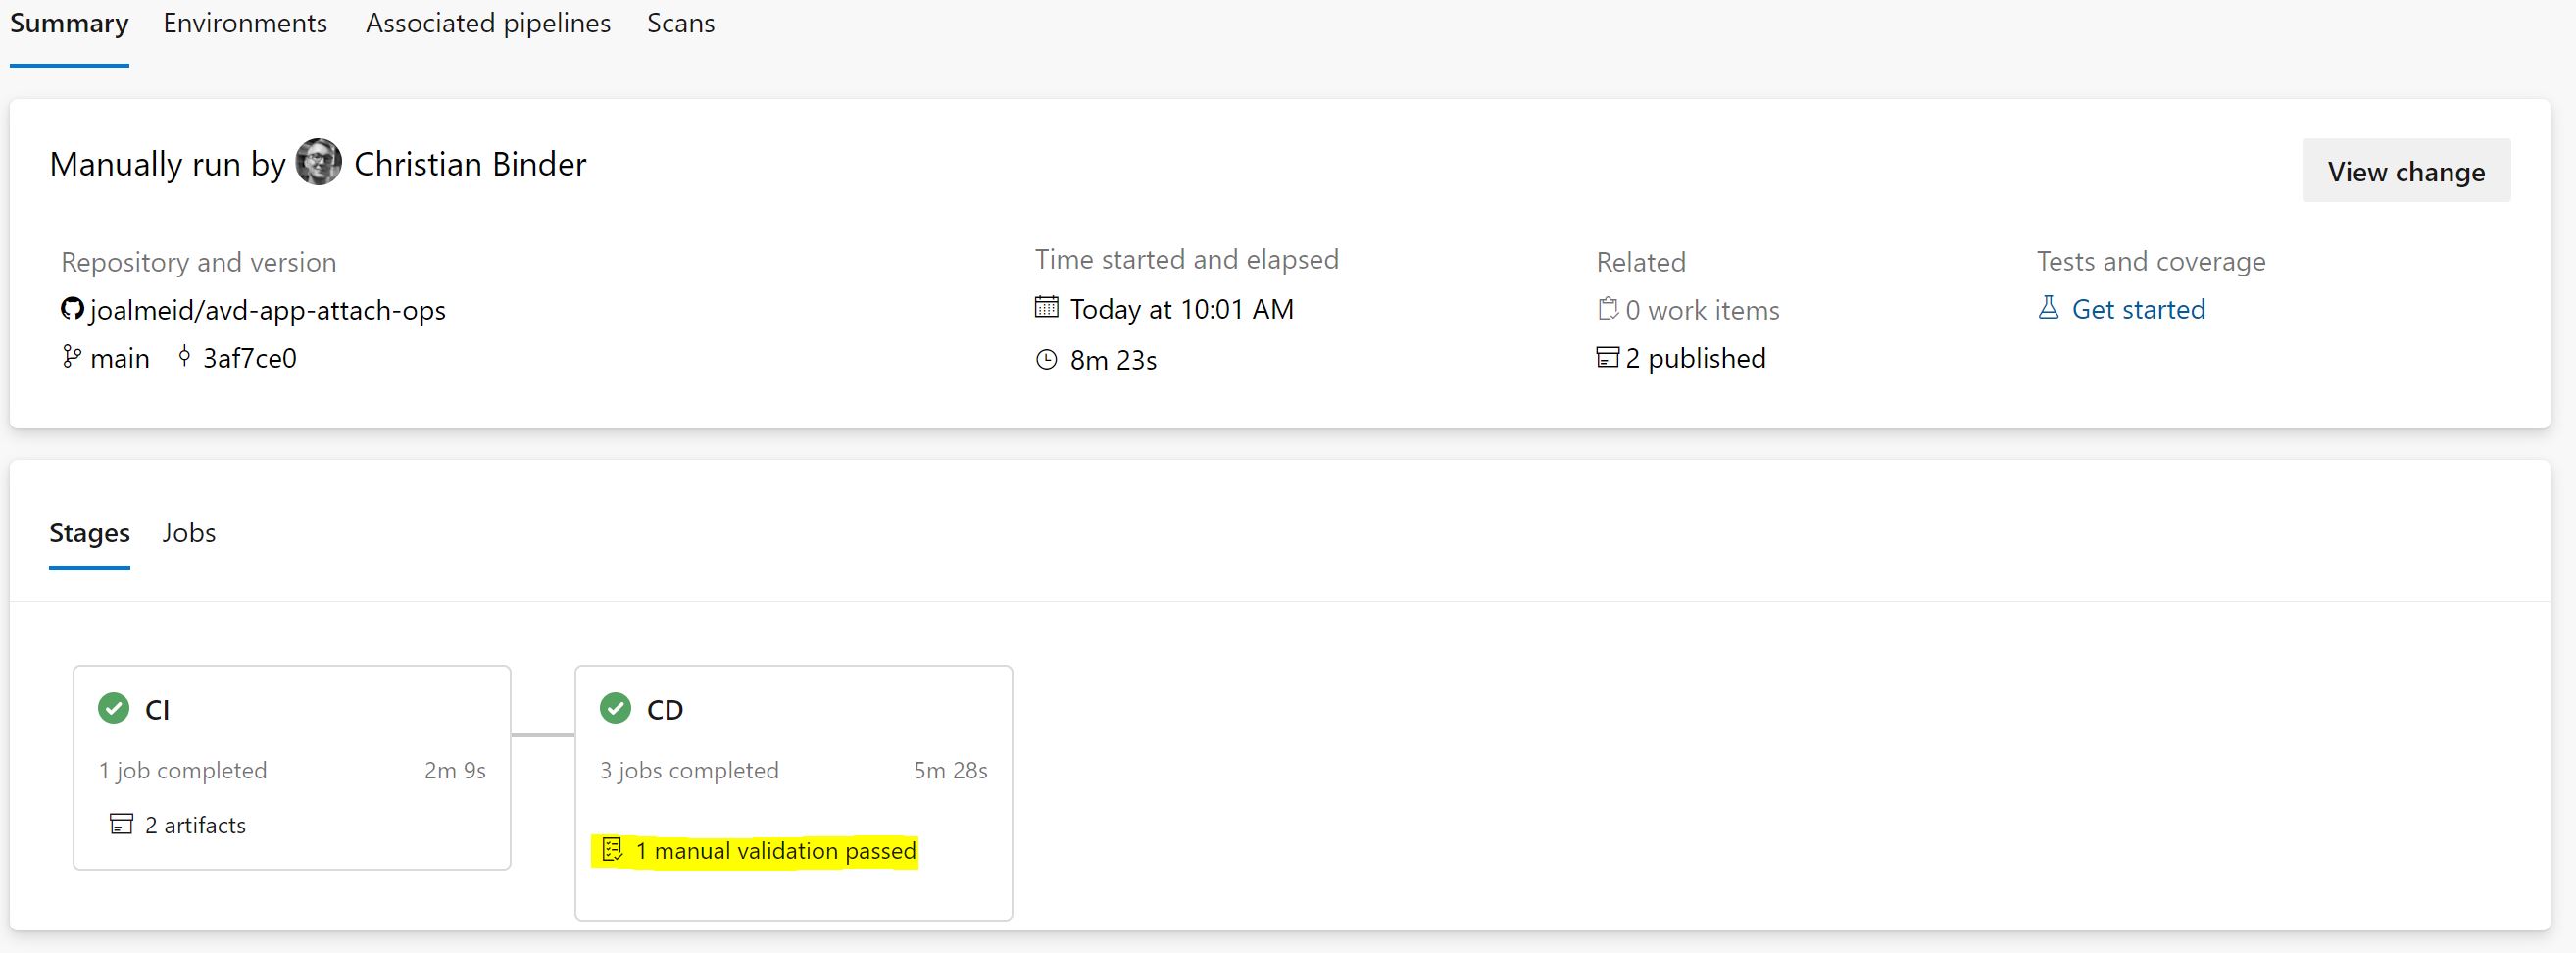 Summary Environments Associated pipelines Scans
Manually run by Christian Binder
View change
Repository and version
joalmeid/avd-app-attach-ops
main 3af7ce0
Time started and elapsed
Today at 10:01 AM
8m 23s
Related
0 work items
2 published
Tests and coverage
Get started
Stages Jobs
CI
1 job completed 2m 9s
2 artifacts
CD
3 jobs completed 5m 28s
1 manual validation passed